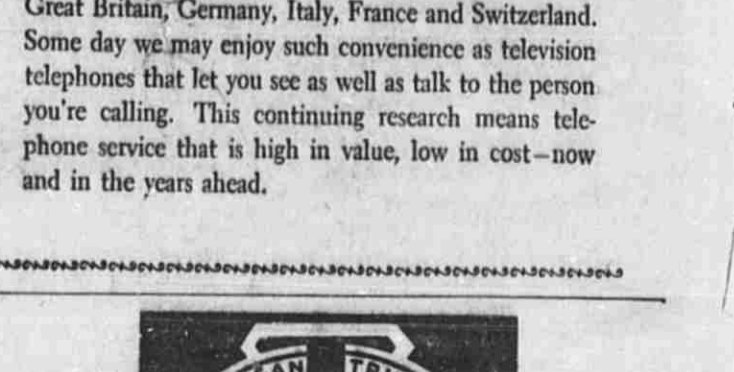 Great Britain, Germany, Italy, France and Switzerland.
Some day we may enjoy such convenience as television
telephones that let you see as well as talk to the person
you're calling. This continuing research means tele-
phone service that is high in value, low in cost—now
and in the years ahead.